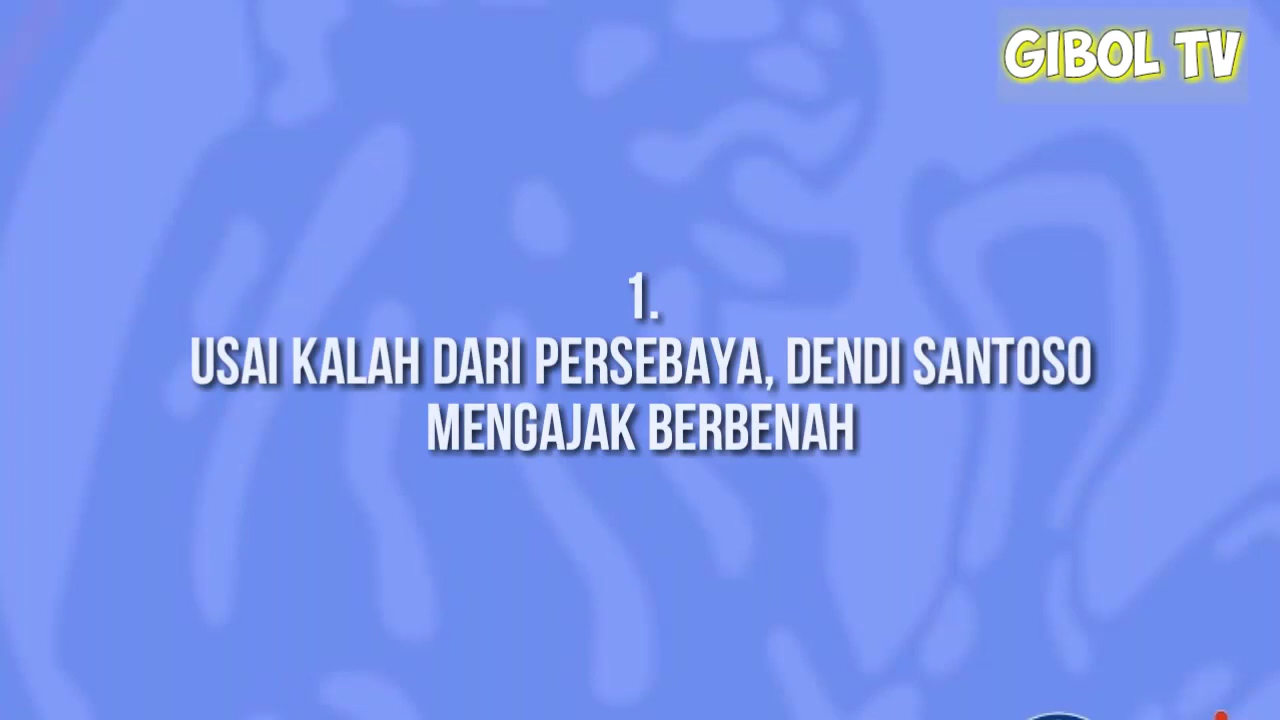 GIBOL TV
1.
USAI KALAH DARI PERSEBAYA, DENDI SANTOSO
MENGAJAK BERBENAH